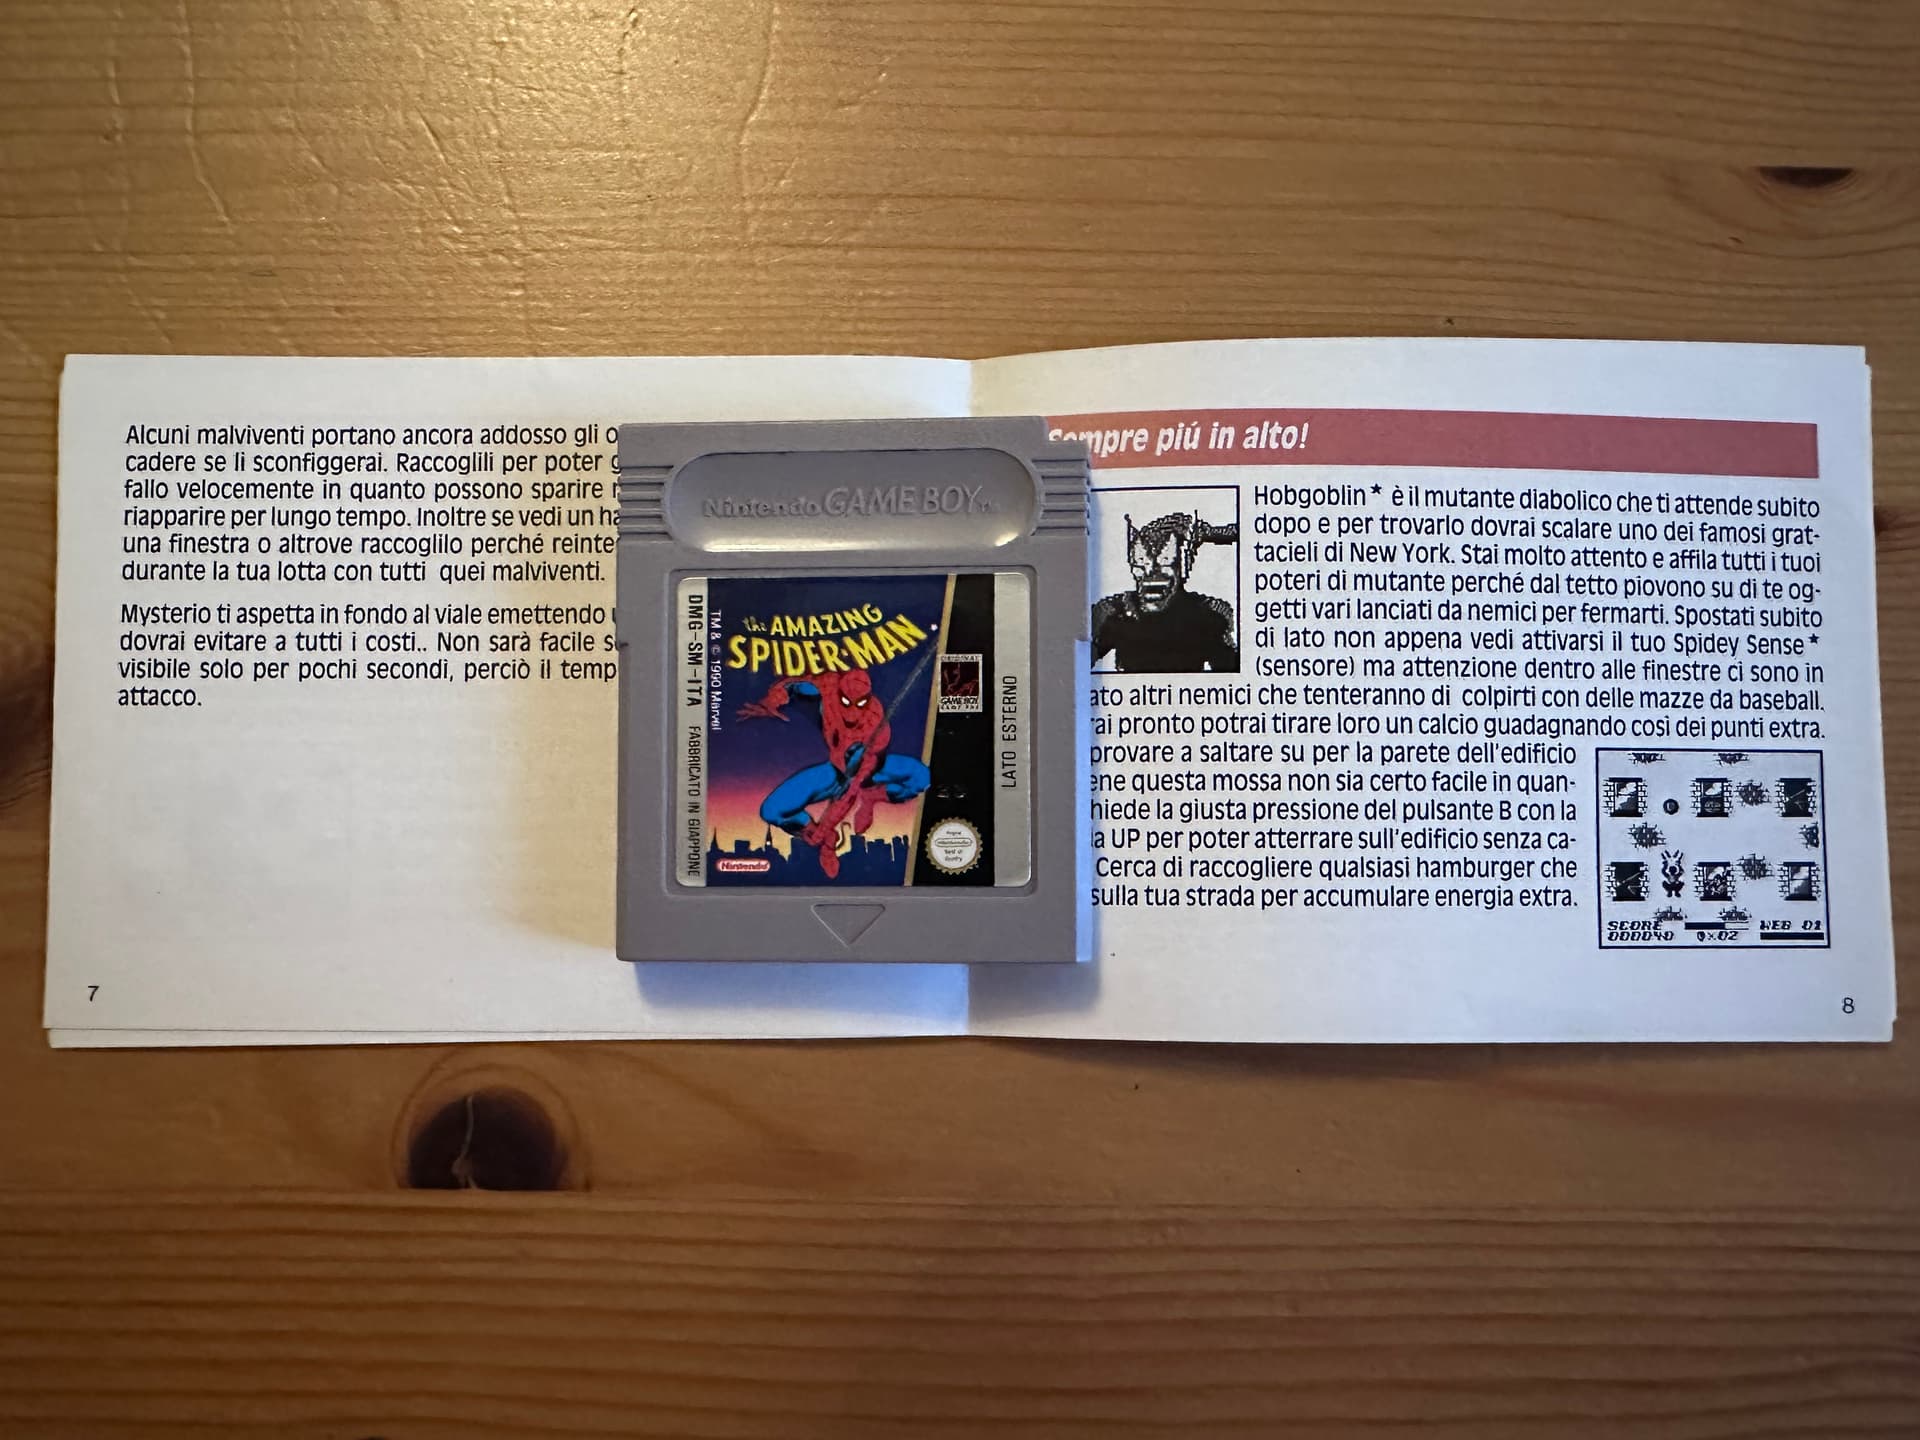 Alcuni malviventi portano ancora addosso gli
cadere se li sconfiggerai. Raccoglili per poter
fallo velocemente in quanto possono sparire
riapparire per lungo tempo. Inoltre se vedi un
una finestra o altrove raccoglilo perché
durante la tua lotta con tutti quei malviventi.
Mysterio ti aspetta in fondo al viale emettendo
dovrai evitare a tutti i costi.. Non sarà facile
visibile solo per pochi secondi, perciò il
attacco.
7
Nintendo GAME BOY TM
the AMAZING
SPIDER-MAN
TM & © 1990 Marvel
DMG-SM-ITA FABBRICATO IN GIAPPONE
LATO ESTERNO
ORIGINAL
GAME BOY
Nintendo
Nintendo
Sempre piú in alto!
Hobgoblin★ è il mutante diabolico che ti attende subito
dopo e per trovarlo dovrai scalare uno dei famosi grat-
tacieli di New York. Stai molto attento e affila tutti i tuoi
poteri di mutante perché dal tetto piovono su di te og-
getti vari lanciati da nemici per fermarti. Spostati subito
di lato non appena vedi attivarsi il tuo Spidey Sense★
(sensore) ma attenzione dentro alle finestre ci sono in
altri nemici che tenteranno di colpirti con delle mazze da baseball.
pronto potrai tirare loro un calcio guadagnando così dei punti extra.
provare a saltare su per la parete dell'edificio
questa mossa non sia certo facile in quan-
la giusta pressione del pulsante B con la
UP per poter atterrare sull'edificio senza ca-
Cerca di raccogliere qualsiasi hamburger che
sulla tua strada per accumulare energia extra.
SCORE WEB 01
000040 0×02
8